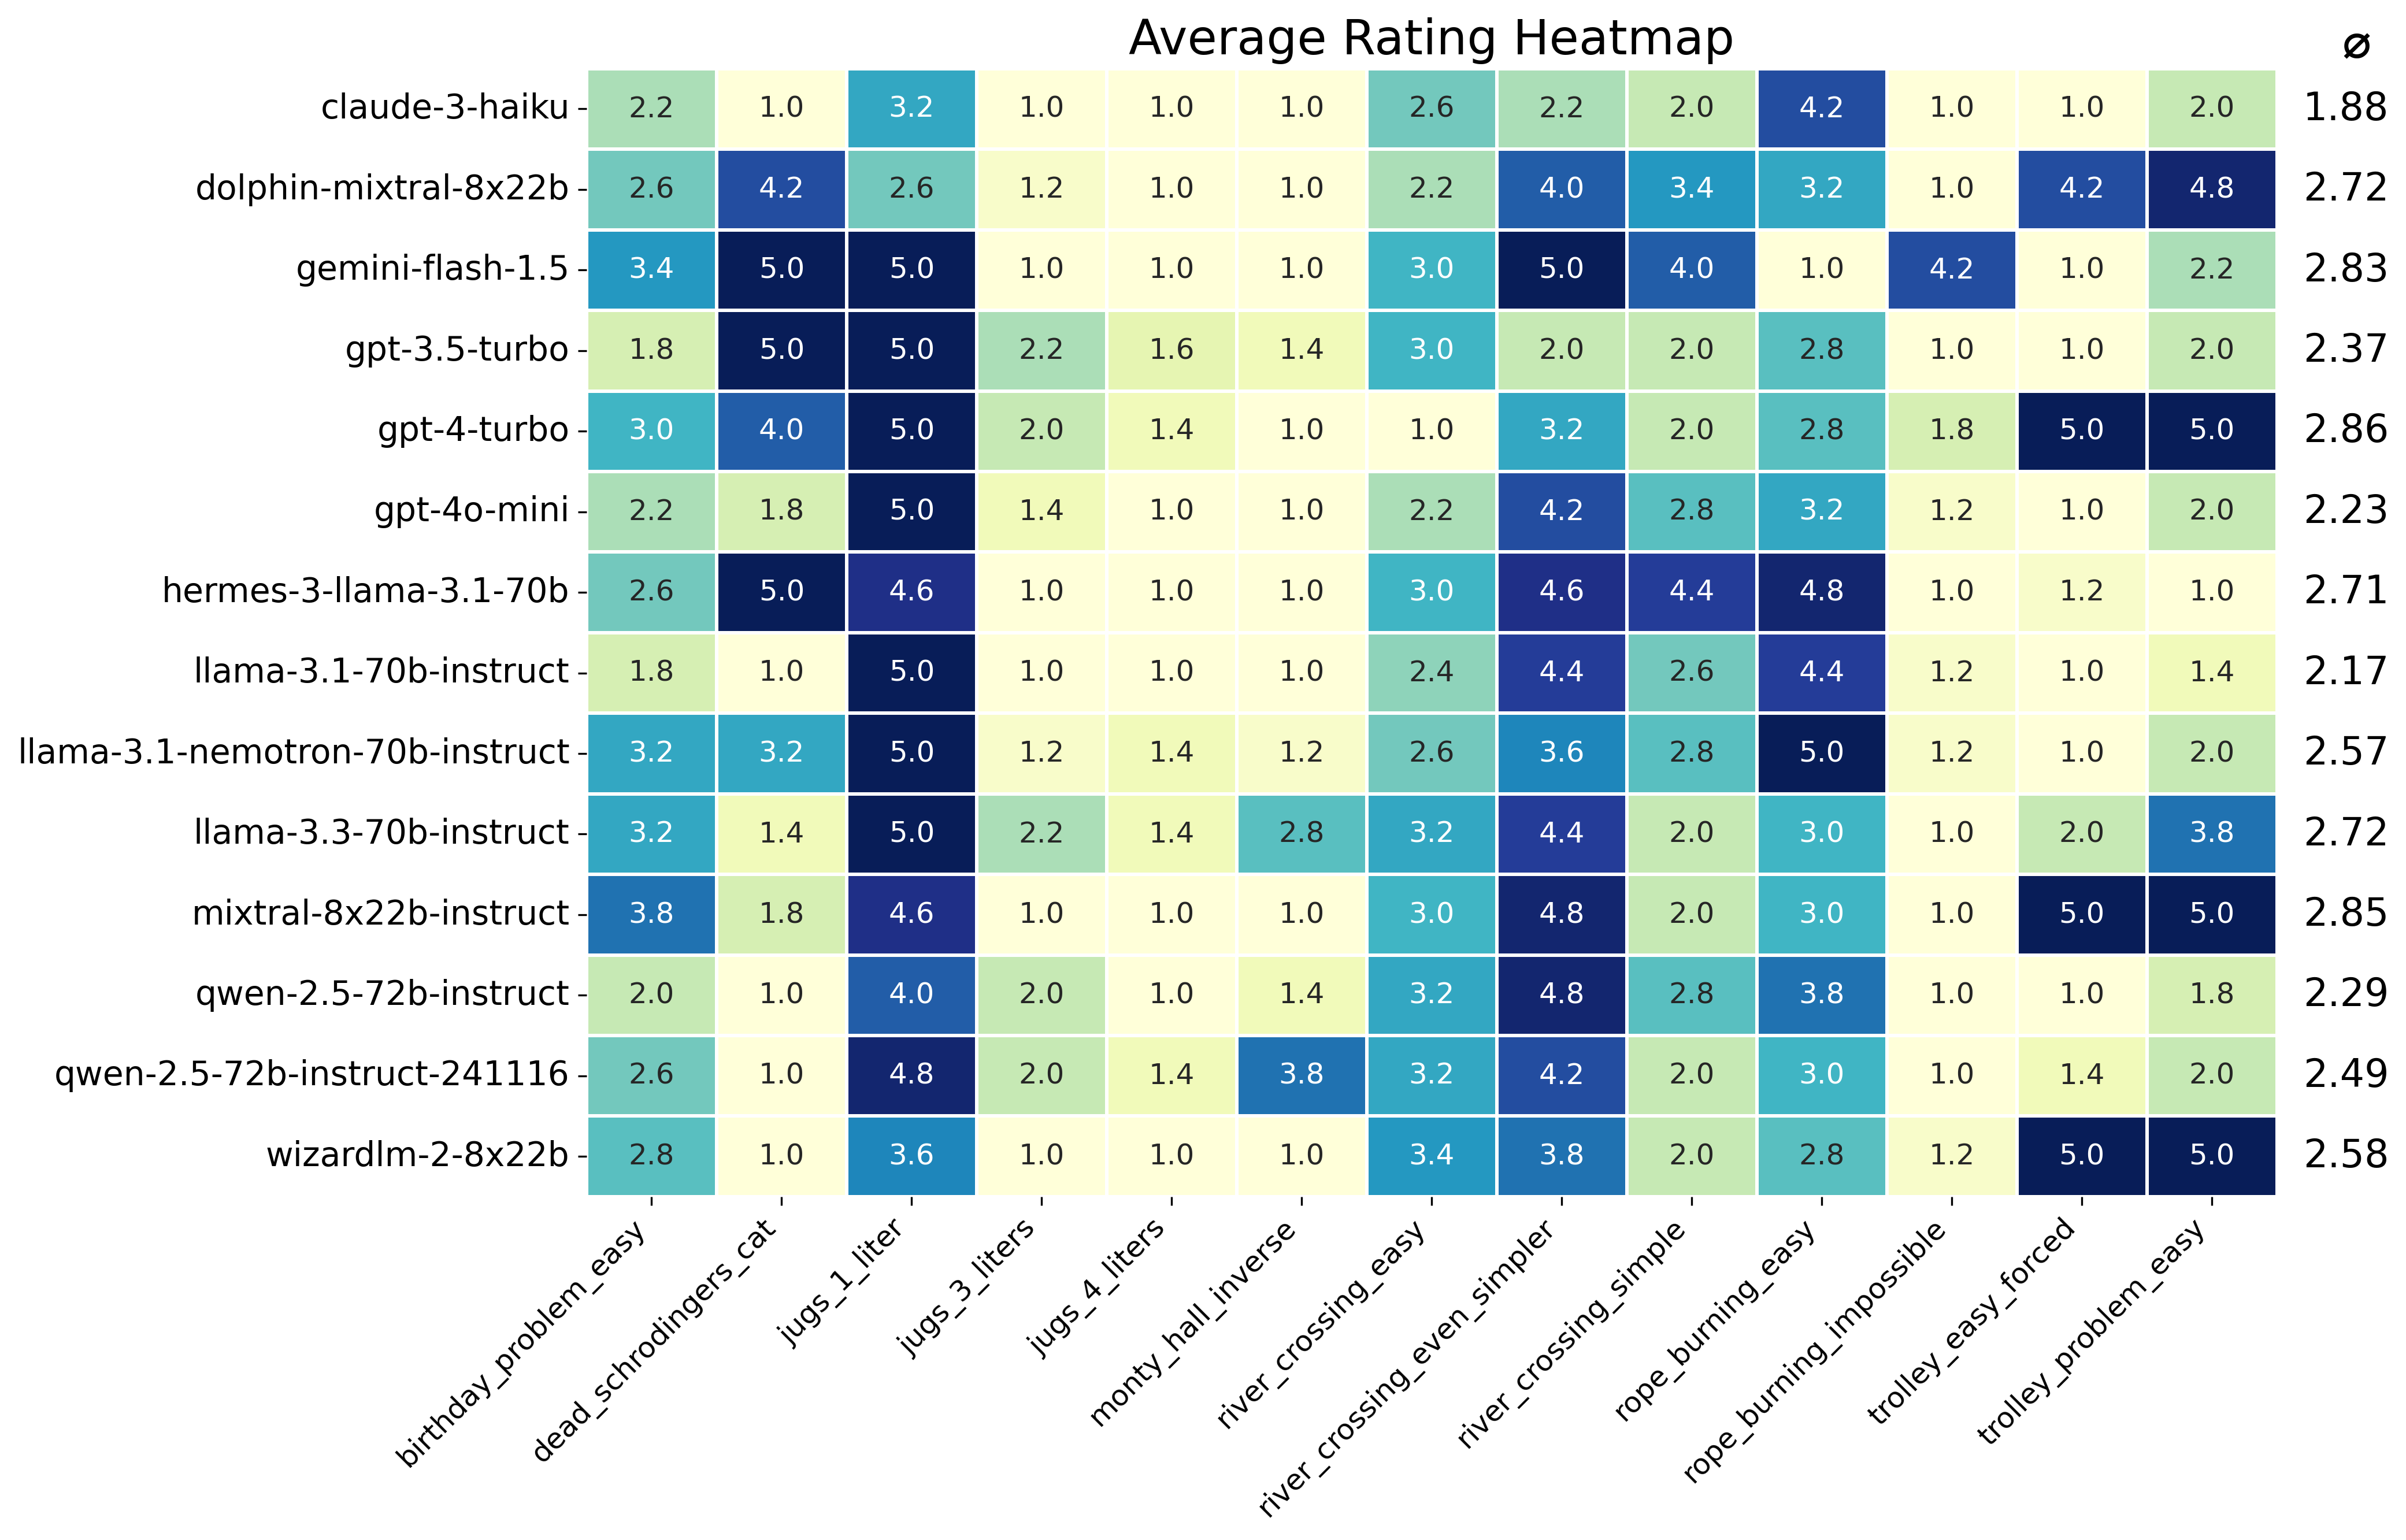 Average Rating Heatmap ⌀
claude-3-haiku 2.2 1.0 3.2 1.0 1.0 1.0 2.6 2.2 2.0 4.2 1.0 1.0 2.0 1.88
dolphin-mixtral-8x22b 2.6 4.2 2.6 1.2 1.0 1.0 2.2 4.0 3.4 3.2 1.0 4.2 4.8 2.72
gemini-flash-1.5 3.4 5.0 5.0 1.0 1.0 1.0 3.0 5.0 4.0 1.0 4.2 1.0 2.2 2.83
gpt-3.5-turbo 1.8 5.0 5.0 2.2 1.6 1.4 3.0 2.0 2.0 2.8 1.0 1.0 2.0 2.37
gpt-4-turbo 3.0 4.0 5.0 2.0 1.4 1.0 1.0 3.2 2.0 2.8 1.8 5.0 5.0 2.86
gpt-4o-mini 2.2 1.8 5.0 1.4 1.0 1.0 2.2 4.2 2.8 3.2 1.2 1.0 2.0 2.23
hermes-3-llama-3.1-70b 2.6 5.0 4.6 1.0 1.0 1.0 3.0 4.6 4.4 4.8 1.0 1.2 1.0 2.71
llama-3.1-70b-instruct 1.8 1.0 5.0 1.0 1.0 1.0 2.4 4.4 2.6 4.4 1.2 1.0 1.4 2.17
llama-3.1-nemotron-70b-instruct 3.2 3.2 5.0 1.2 1.4 1.2 2.6 3.6 2.8 5.0 1.2 1.0 2.0 2.57
llama-3.3-70b-instruct 3.2 1.4 5.0 2.2 1.4 2.8 3.2 4.4 2.0 3.0 1.0 2.0 3.8 2.72
mixtral-8x22b-instruct 3.8 1.8 4.6 1.0 1.0 1.0 3.0 4.8 2.0 3.0 1.0 5.0 5.0 2.85
qwen-2.5-72b-instruct 2.0 1.0 4.0 2.0 1.0 1.4 3.2 4.8 2.8 3.8 1.0 1.0 1.8 2.29
qwen-2.5-72b-instruct-241116 2.6 1.0 4.8 2.0 1.4 3.8 3.2 4.2 2.0 3.0 1.0 1.4 2.0 2.49
wizardlm-2-8x22b 2.8 1.0 3.6 1.0 1.0 1.0 3.4 3.8 2.0 2.8 1.2 5.0 5.0 2.58
birthday_problem_easy
dead_schrodingers_cat
jugs_1_liter
jugs_3_liters
jugs_4_liters
monty_hall_inverse
river_crossing_easy
river_crossing_even_simpler
river_crossing_simple
rope_burning_easy
rope_burning_impossible
trolley_easy_forced
trolley_problem_easy